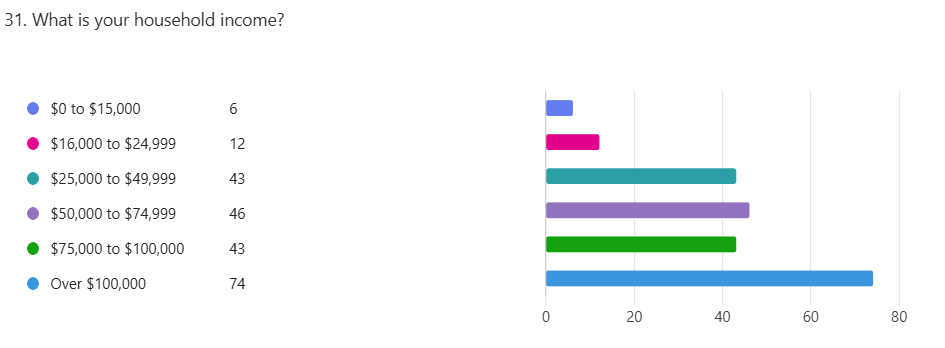 31. What is your household income?
$0 to $15,000 6
$16,000 to $24,999 12
$25,000 to $49,999 43
$50,000 to $74,999 46
$75,000 to $100,000 43
Over $100,000 74
0 20 40 60 80